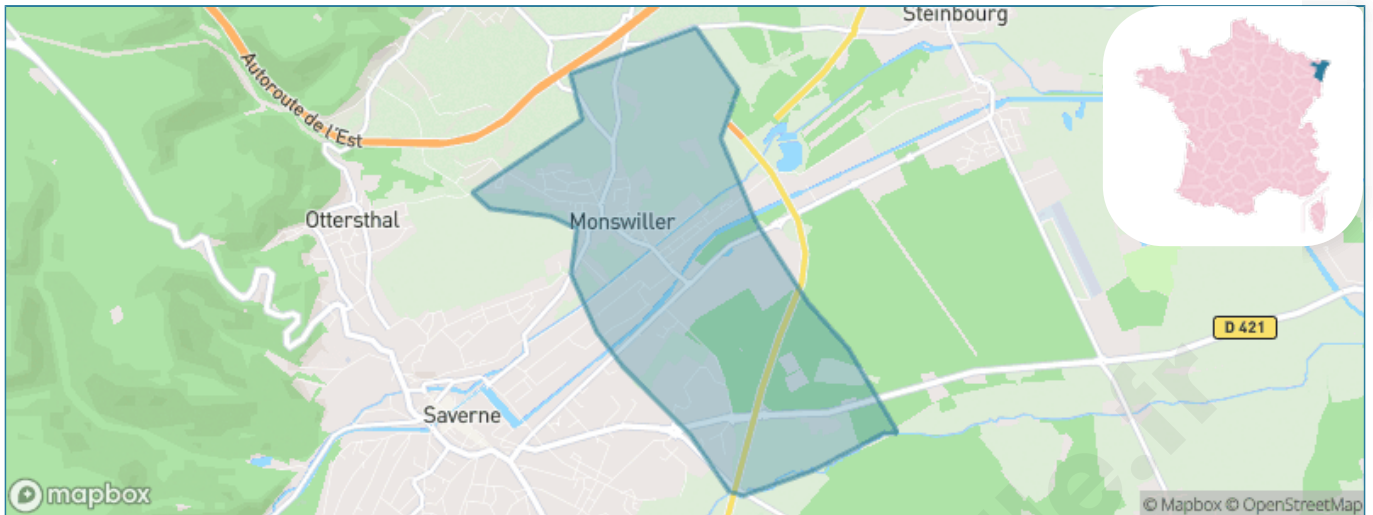 Steinbourg
Autoroute de l'Est
Ottersthal
Monswiller
D 421
Saverne
mapbox
© Mapbox © OpenStreetMap